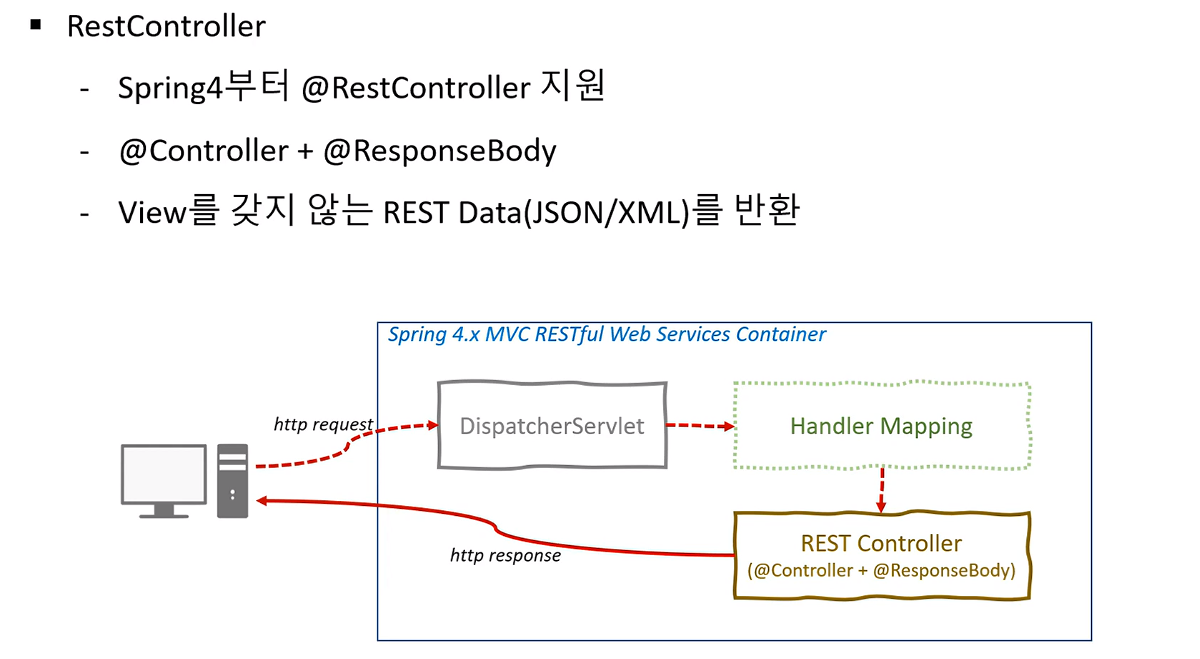 ▪ RestController
- Spring4부터 @RestController 지원
- @Controller + @ResponseBody
- View를 갖지 않는 REST Data(JSON/XML)를 반환
Spring 4.x MVC RESTful Web Services Container
http request
DispatcherServlet
Handler Mapping
http response
REST Controller
(@Controller + @ResponseBody)